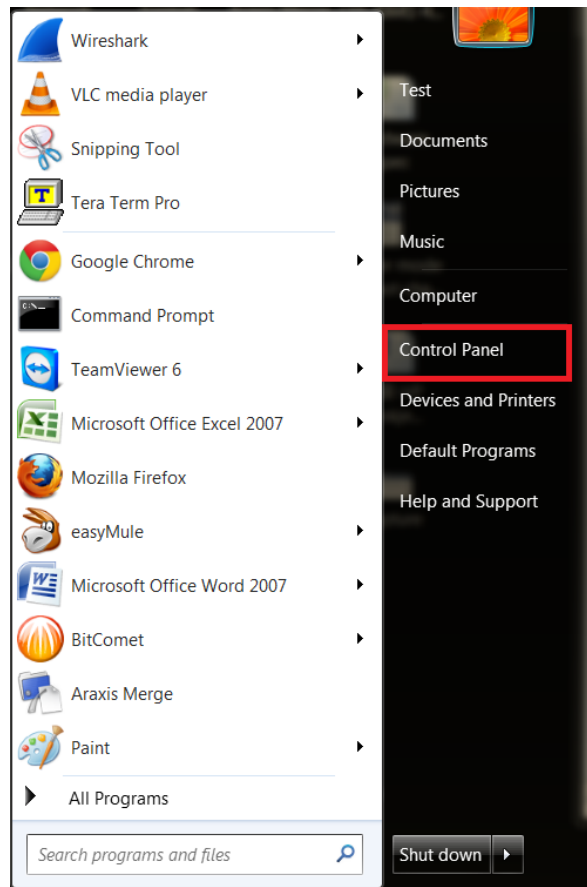 Wireshark
VLC media player
Snipping Tool
Tera Term Pro
Google Chrome
Command Prompt
TeamViewer 6
Microsoft Office Excel 2007
Mozilla Firefox
easyMule
Microsoft Office Word 2007
BitComet
Araxis Merge
Paint
All Programs
Search programs and files
Test
Documents
Pictures
Music
Computer
Control Panel
Devices and Printers
Default Programs
Help and Support
Shut down